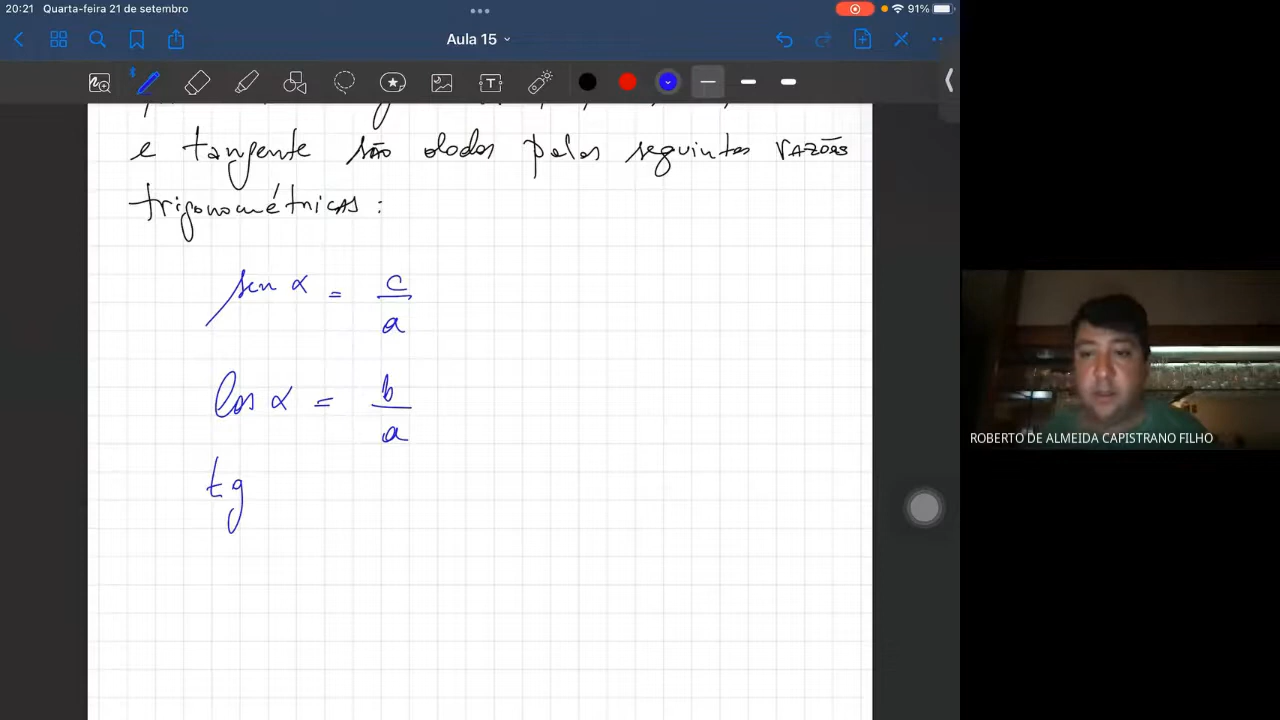 20:21 Quarta-feira 21 de setembro
91%
Aula 15
e tangente são dados pelas seguintes razões
trigonométricas:
sen α = c/a
cos α = b/a
tg
ROBERTO DE ALMEIDA CAPISTRANO FILHO